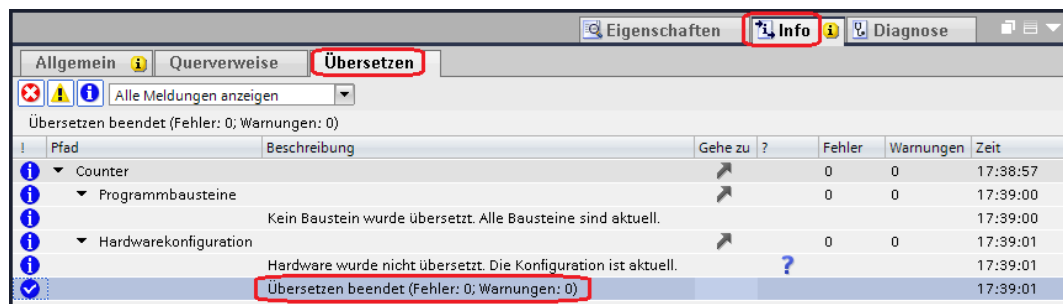 Eigenschaften Info Diagnose
Allgemein Querverweise Übersetzen
Alle Meldungen anzeigen
Übersetzen beendet (Fehler: 0; Warnungen: 0)
! Pfad Beschreibung Gehe zu ? Fehler Warnungen Zeit
Counter 0 0 17:38:57
Programmbausteine 0 0 17:39:00
Kein Baustein wurde übersetzt. Alle Bausteine sind aktuell. 17:39:00
Hardwarekonfiguration 0 0 17:39:01
Hardware wurde nicht übersetzt. Die Konfiguration ist aktuell. ? 17:39:01
Übersetzen beendet (Fehler: 0; Warnungen: 0) 17:39:01